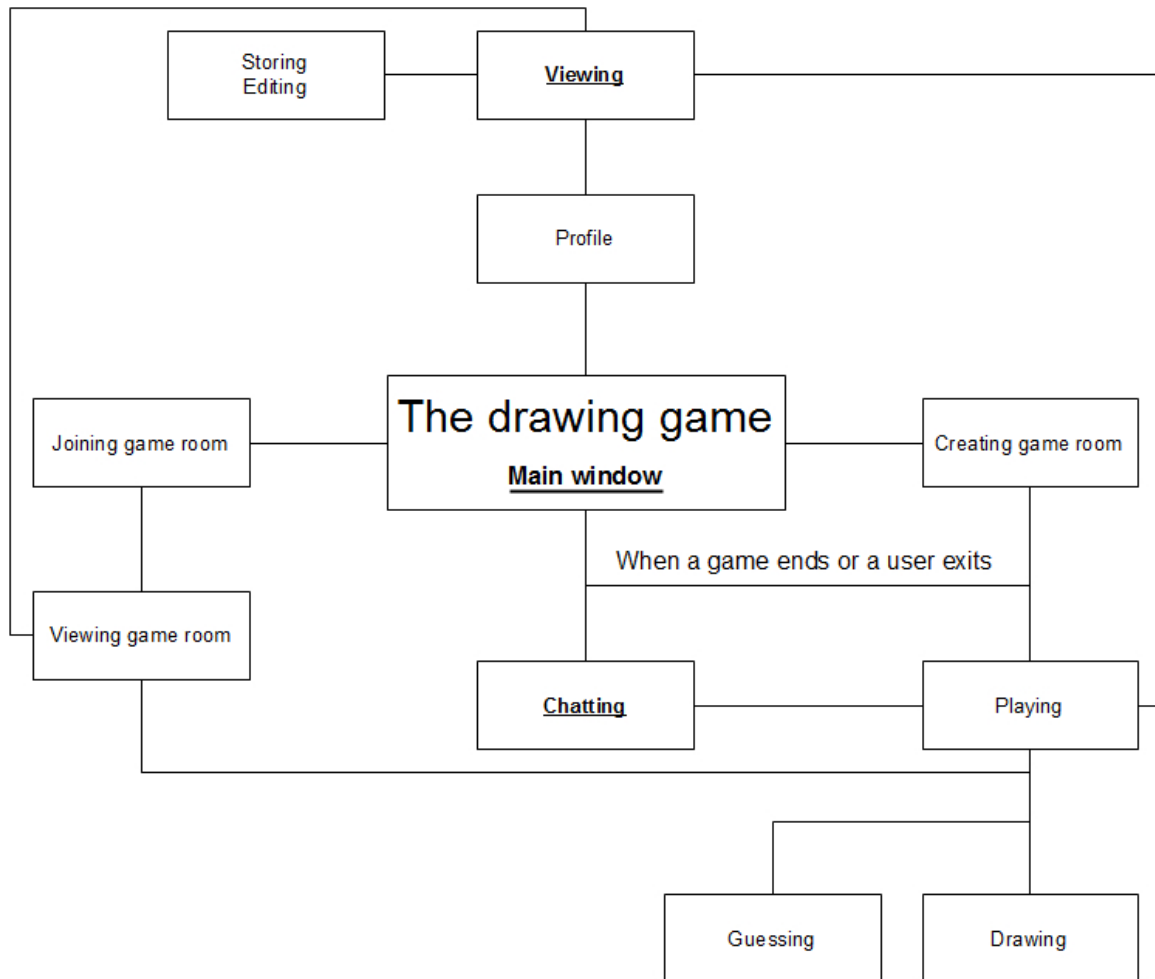 Storing
Editing
Viewing
Profile
The drawing game
Main window
Joining game room
Creating game room
When a game ends or a user exits
Viewing game room
Chatting
Playing
Guessing
Drawing